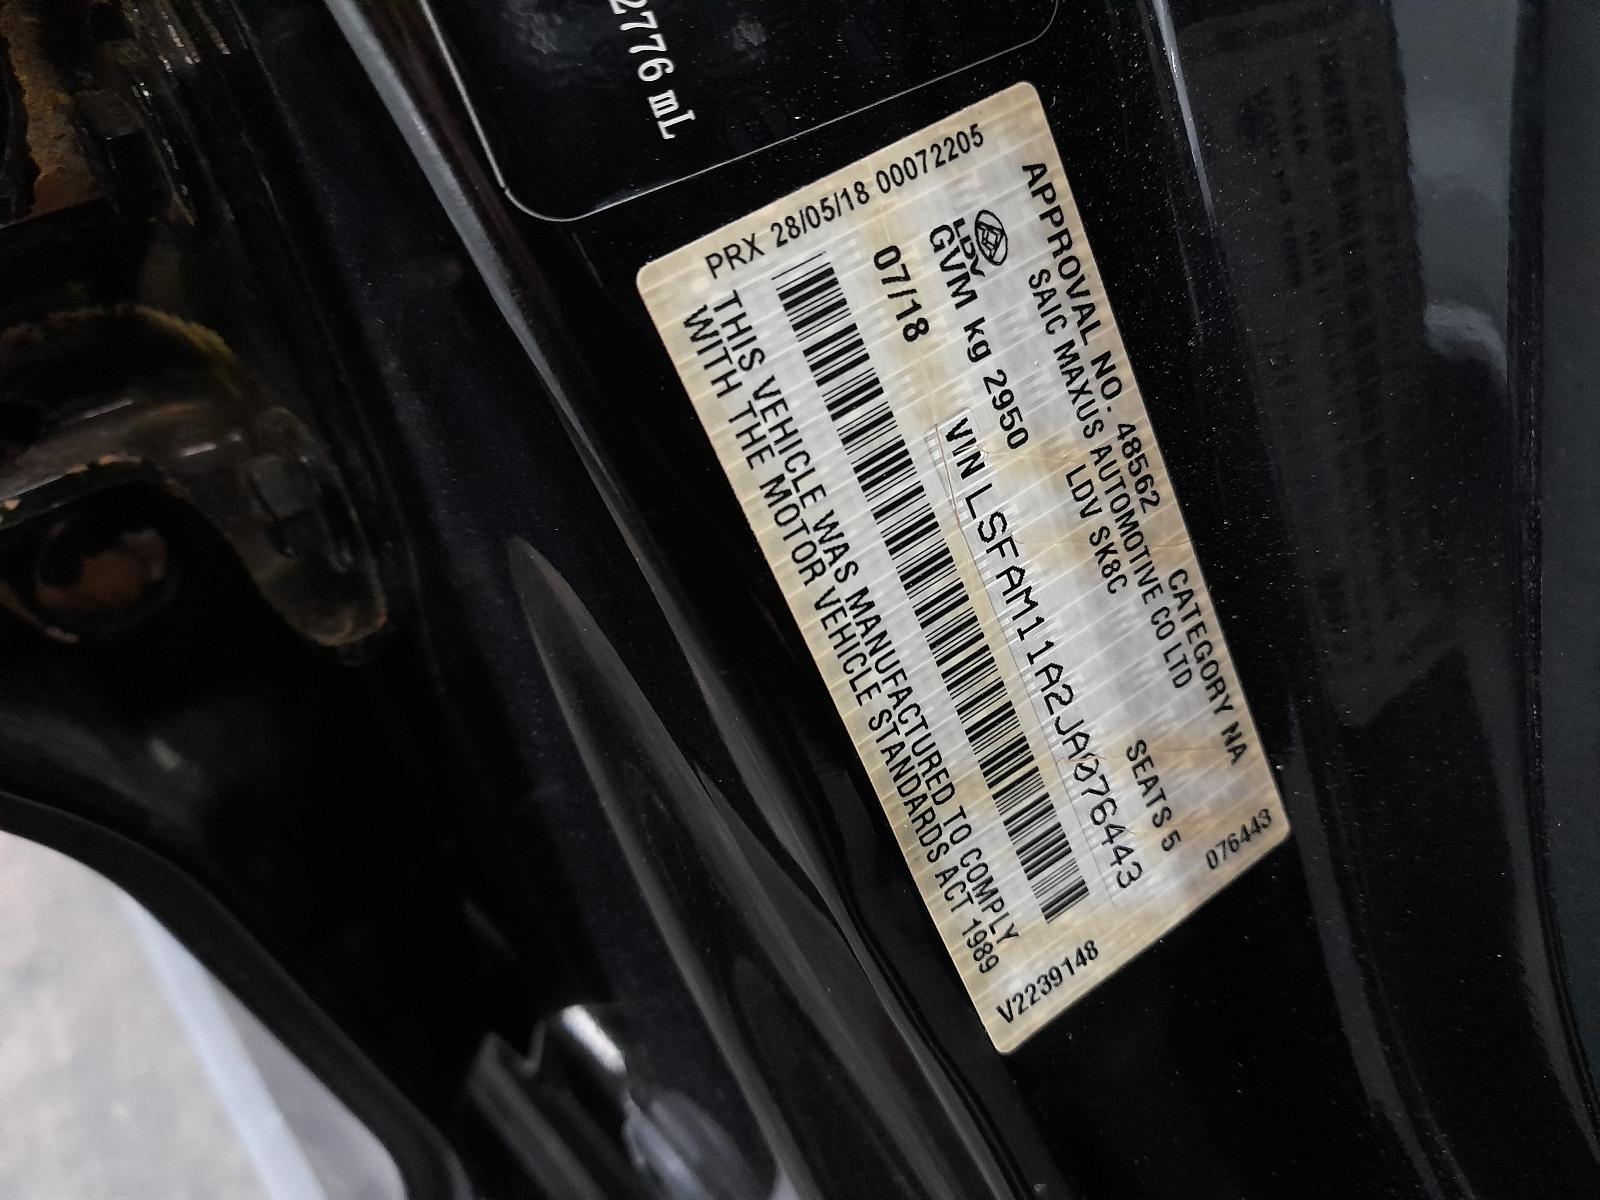 2776 mL
PRX 28/05/18 00072205
APPROVAL NO. 48562 CATEGORY NA
SAIC MAXUS AUTOMOTIVE CO LTD
LDV SK8C
SEATS 5
076443
LDV
GVM kg 2950
VIN LSFAM11A2JA076443
07/18
THIS VEHICLE WAS MANUFACTURED TO COMPLY
WITH THE MOTOR VEHICLE STANDARDS ACT 1989
V2239148